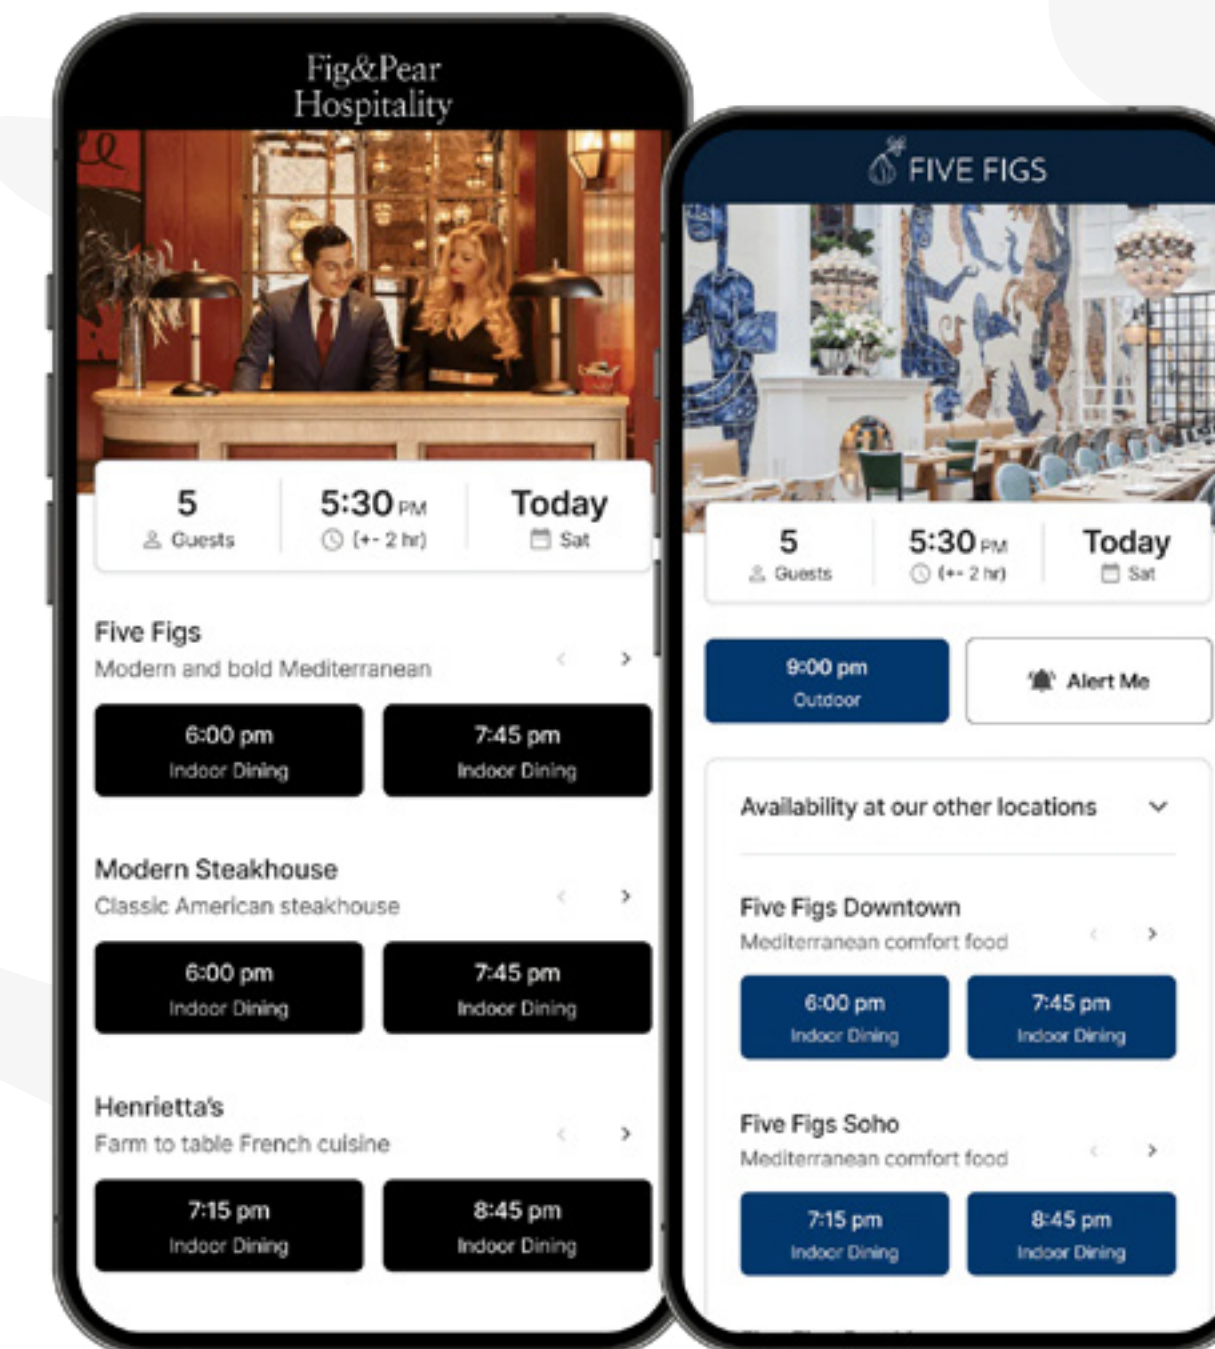 Fig&Pear
Hospitality
5
Guests
5:30 PM
(+- 2 hr)
Today
Sat
Five Figs
Modern and bold Mediterranean
6:00 pm
Indoor Dining
7:45 pm
Indoor Dining
Modern Steakhouse
Classic American steakhouse
6:00 pm
Indoor Dining
7:45 pm
Indoor Dining
Henrietta's
Farm to table French cuisine
7:15 pm
Indoor Dining
8:45 pm
Indoor Dining
FIVE FIGS
5
Guests
5:30 PM
(+- 2 hr)
Today
Sat
9:00 pm
Outdoor
Alert Me
Availability at our other locations
Five Figs Downtown
Mediterranean comfort food
6:00 pm
Indoor Dining
7:45 pm
Indoor Dining
Five Figs Soho
Mediterranean comfort food
7:15 pm
Indoor Dining
8:45 pm
Indoor Dining